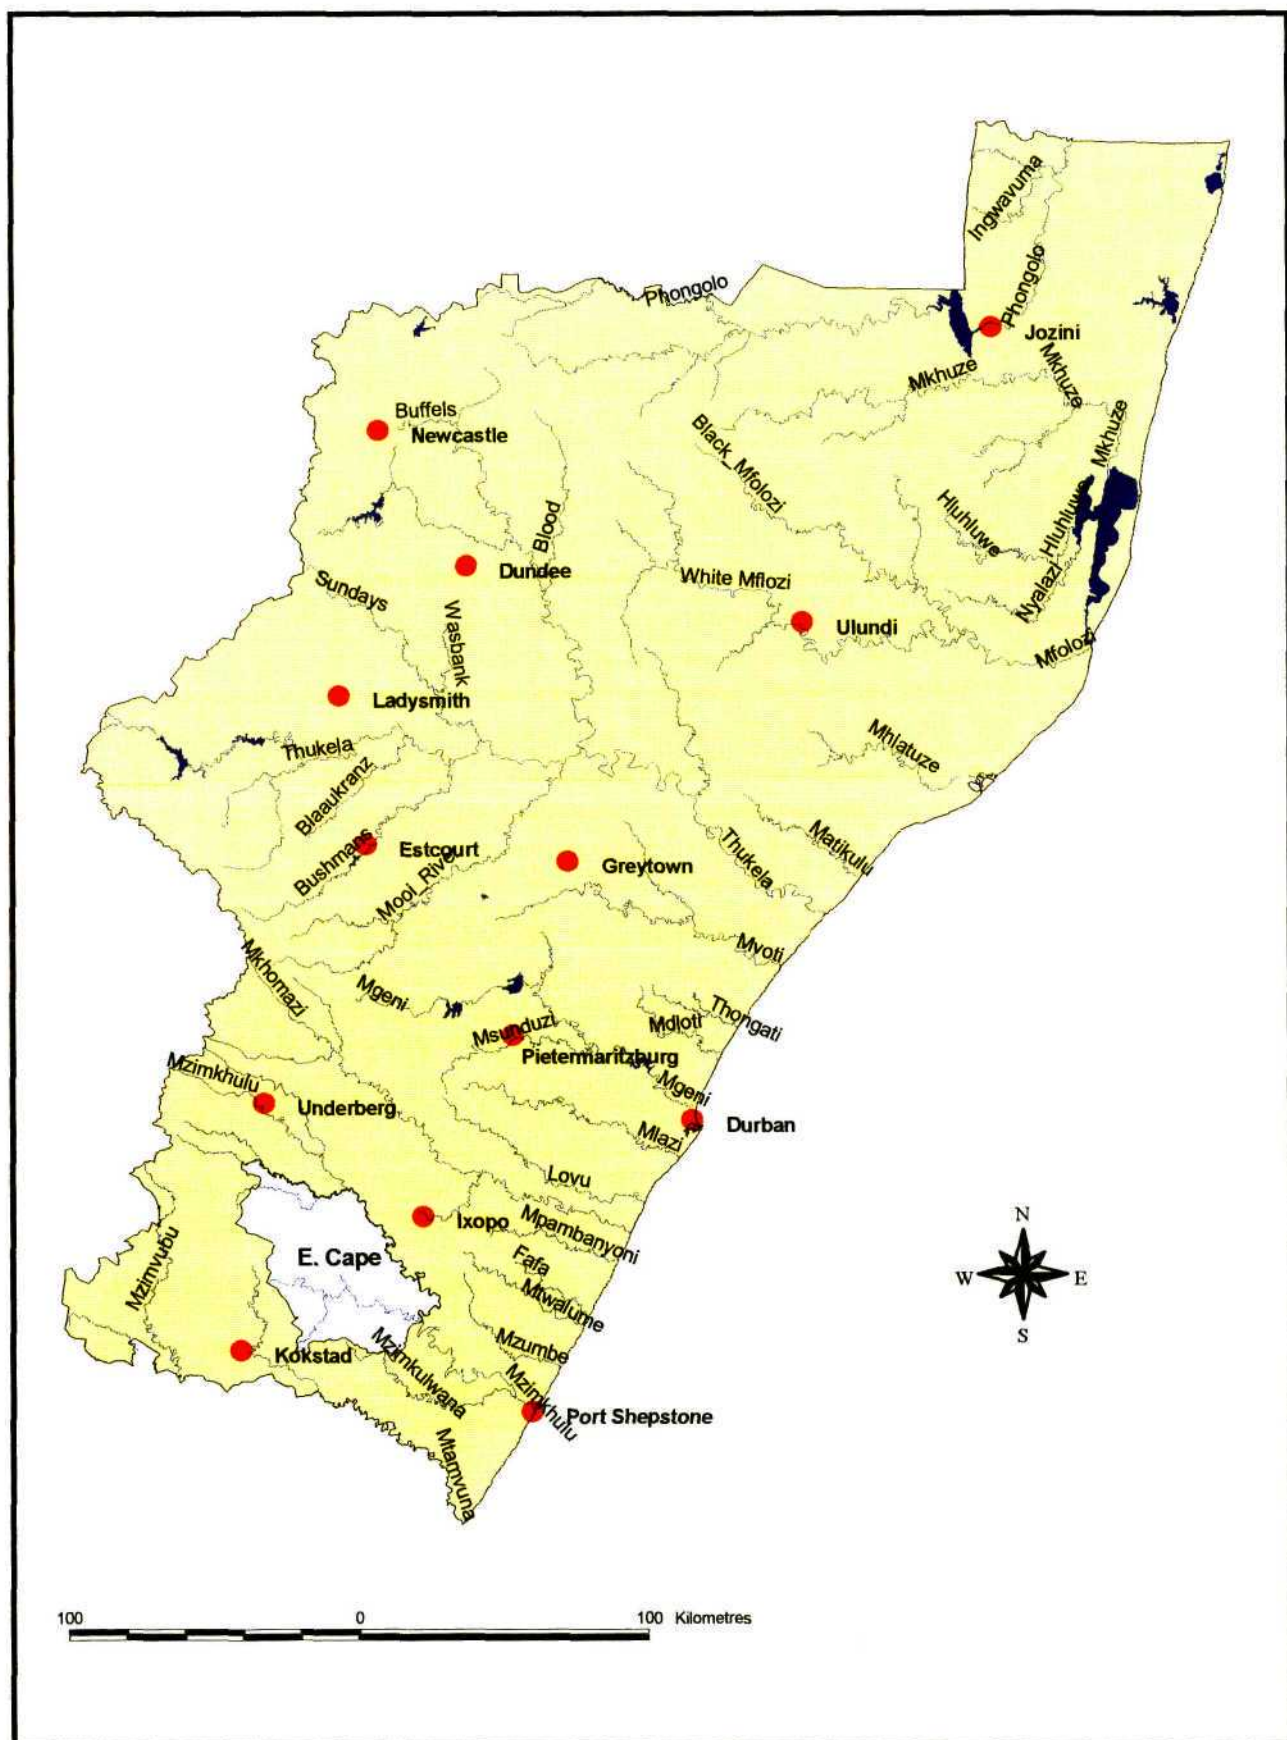 Ingwavuma
Phongolo
Phongolo
Jozini
Mkhuze
Mkhuze
Mkhuze
Buffels
Newcastle
Black_Mfolozi
Blood
Hluhluwe
Hluhluwe
Dundee
Sundays
White Mflozi
Nyalazi
Wasbank
Ulundi
Mfolozi
Ladysmith
Thukela
Mhlatuze
Blaaukranz
Bushmans
Estcourt
Mooi_River
Greytown
Thukela
Matikulu
Mvoti
Mkhomazi
Mgeni
Msunduzi
Mdloti
Thongati
Pietermaritzburg
Mzimkhulu
Mgeni
Underberg
Durban
Mlazi
Lovu
Ixopo
Mpambanyoni
E. Cape
Mzimvubu
Fafa
Mtwalume
Mzumbe
Kokstad
Mzimkulwana
Mzimkhulu
Port Shepstone
Mtamvuna
N
W
E
S
100 0 100 Kilometres